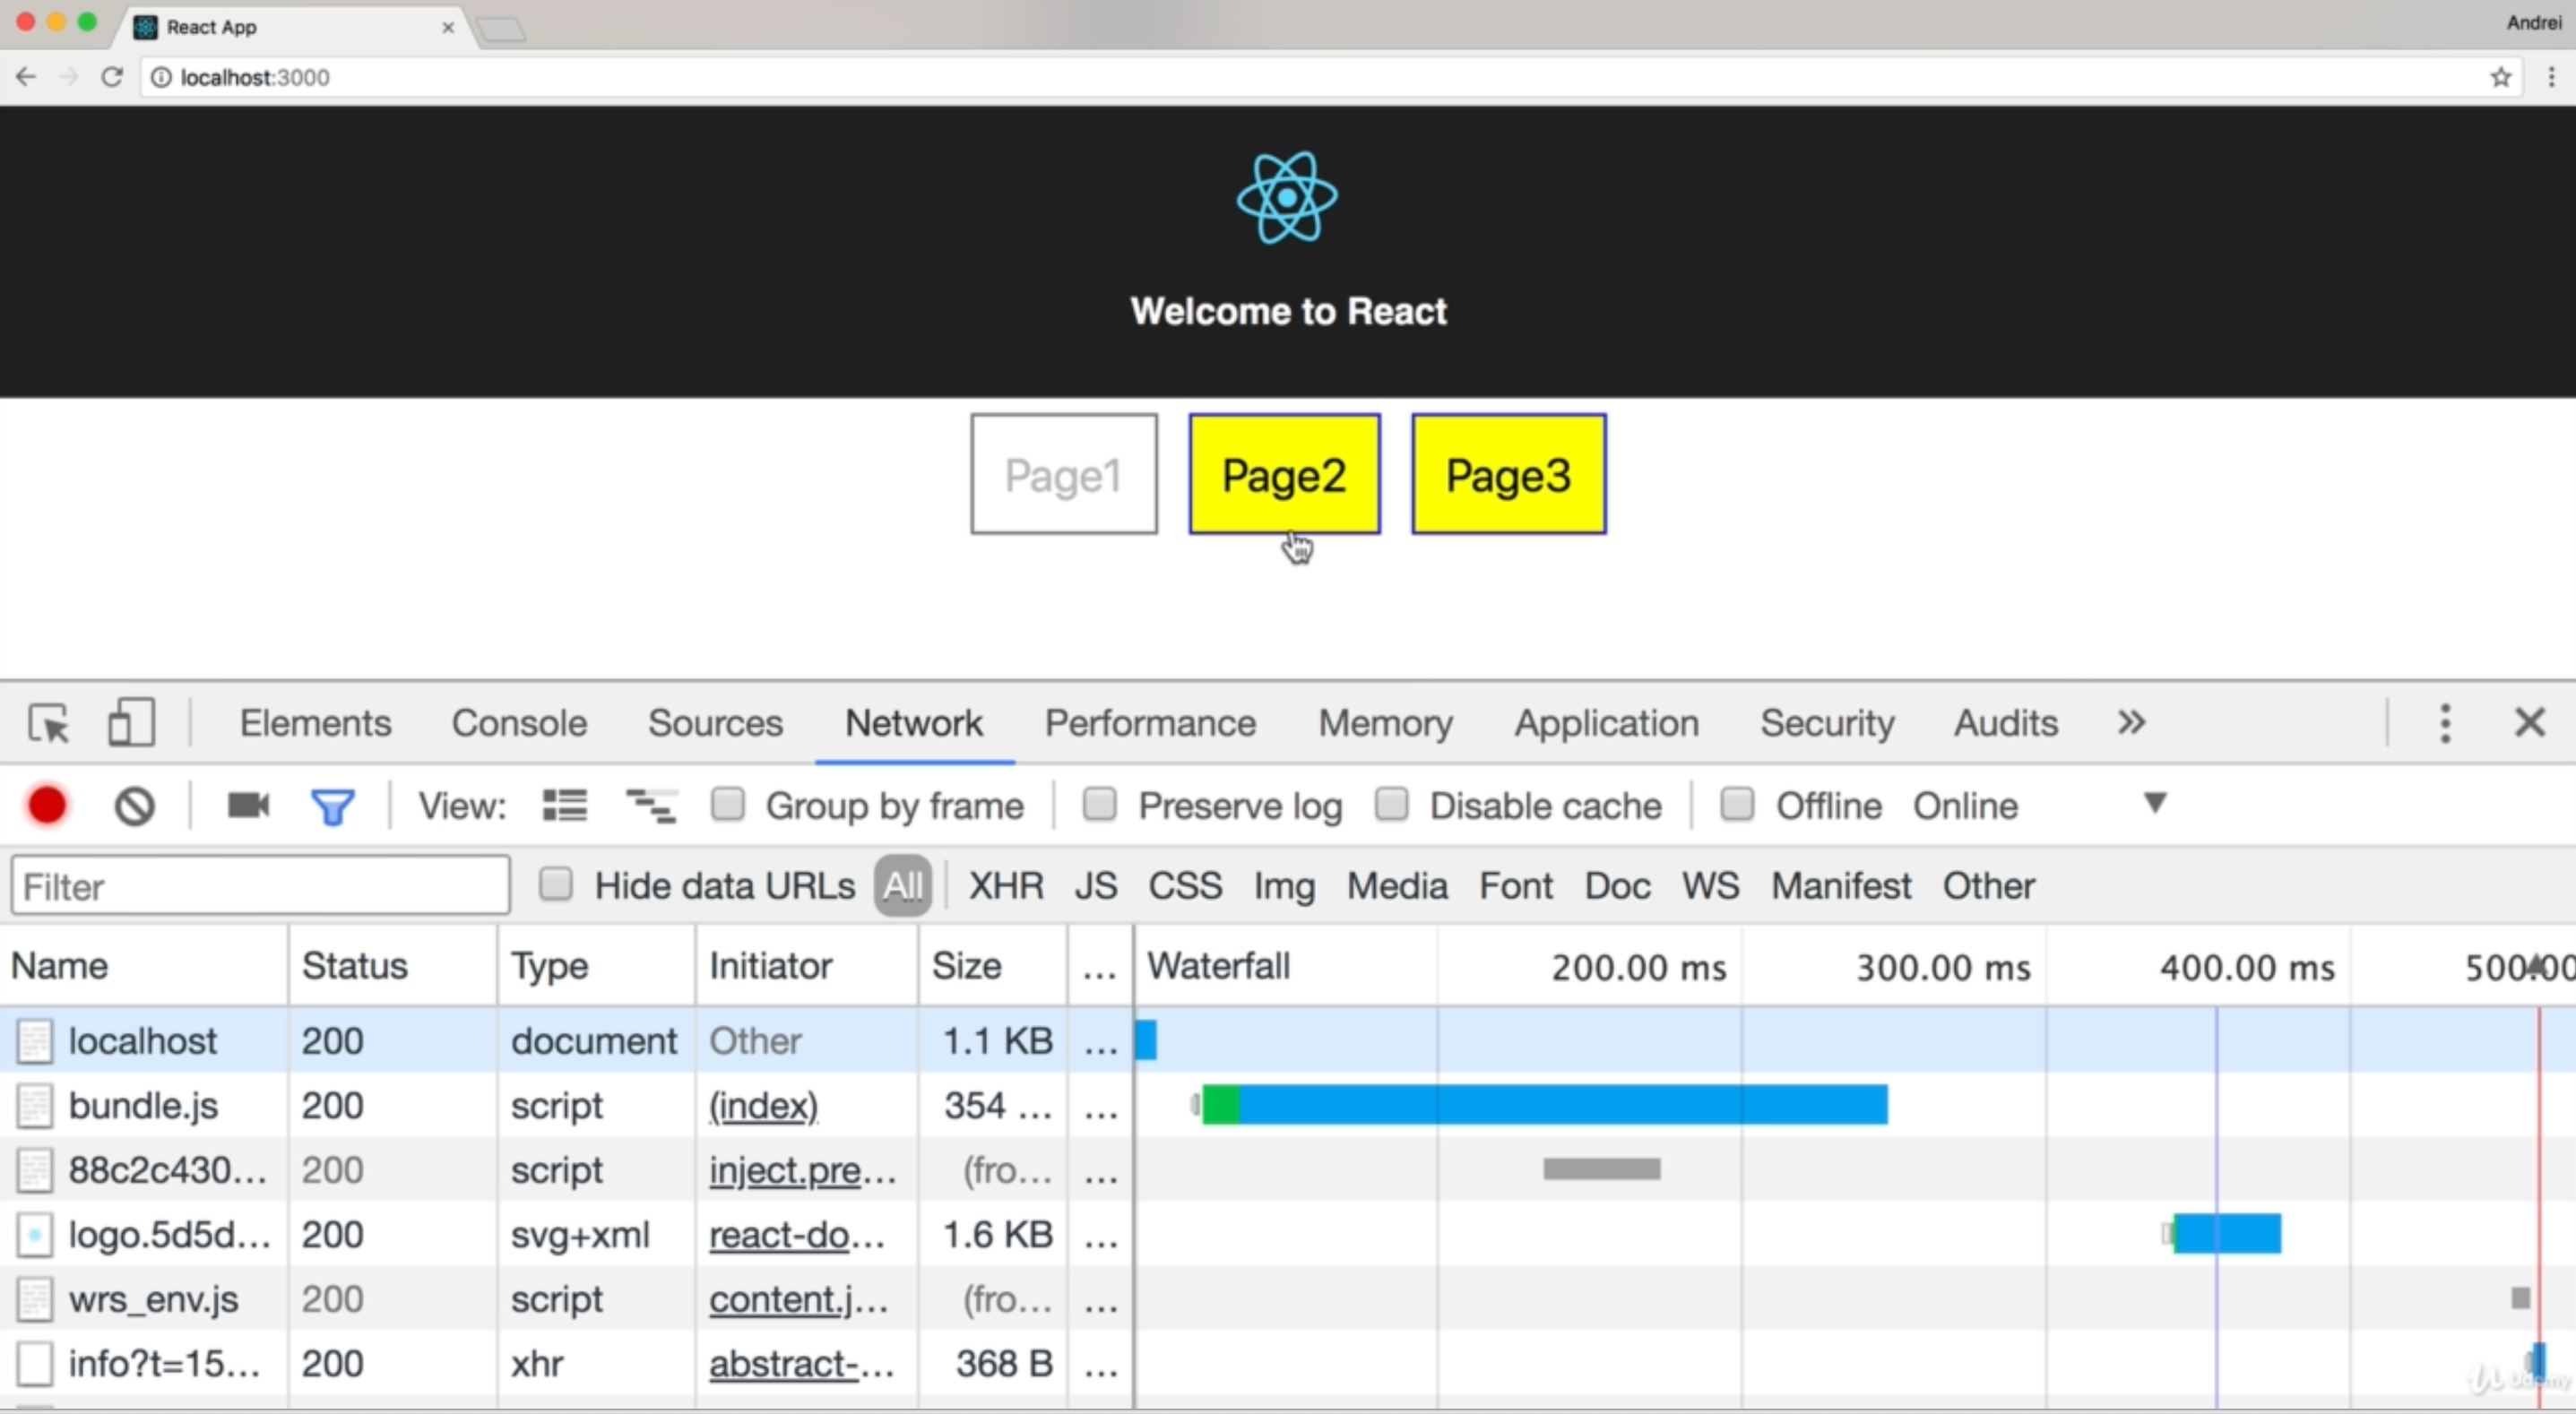 React App
Andrei
localhost:3000
Welcome to React
Page1 Page2 Page3
Elements Console Sources Network Performance Memory Application Security Audits »
View: Group by frame Preserve log Disable cache Offline Online
Filter Hide data URLs All XHR JS CSS Img Media Font Doc WS Manifest Other
Name Status Type Initiator Size ... Waterfall 200.00 ms 300.00 ms 400.00 ms 500.00
localhost 200 document Other 1.1 KB ...
bundle.js 200 script (index) 354 ... ...
88c2c430... 200 script inject.pre... (fro... ...
logo.5d5d... 200 svg+xml react-do... 1.6 KB ...
wrs_env.js 200 script content.j... (fro... ...
info?t=15... 200 xhr abstract-... 368 B ...
Udemy